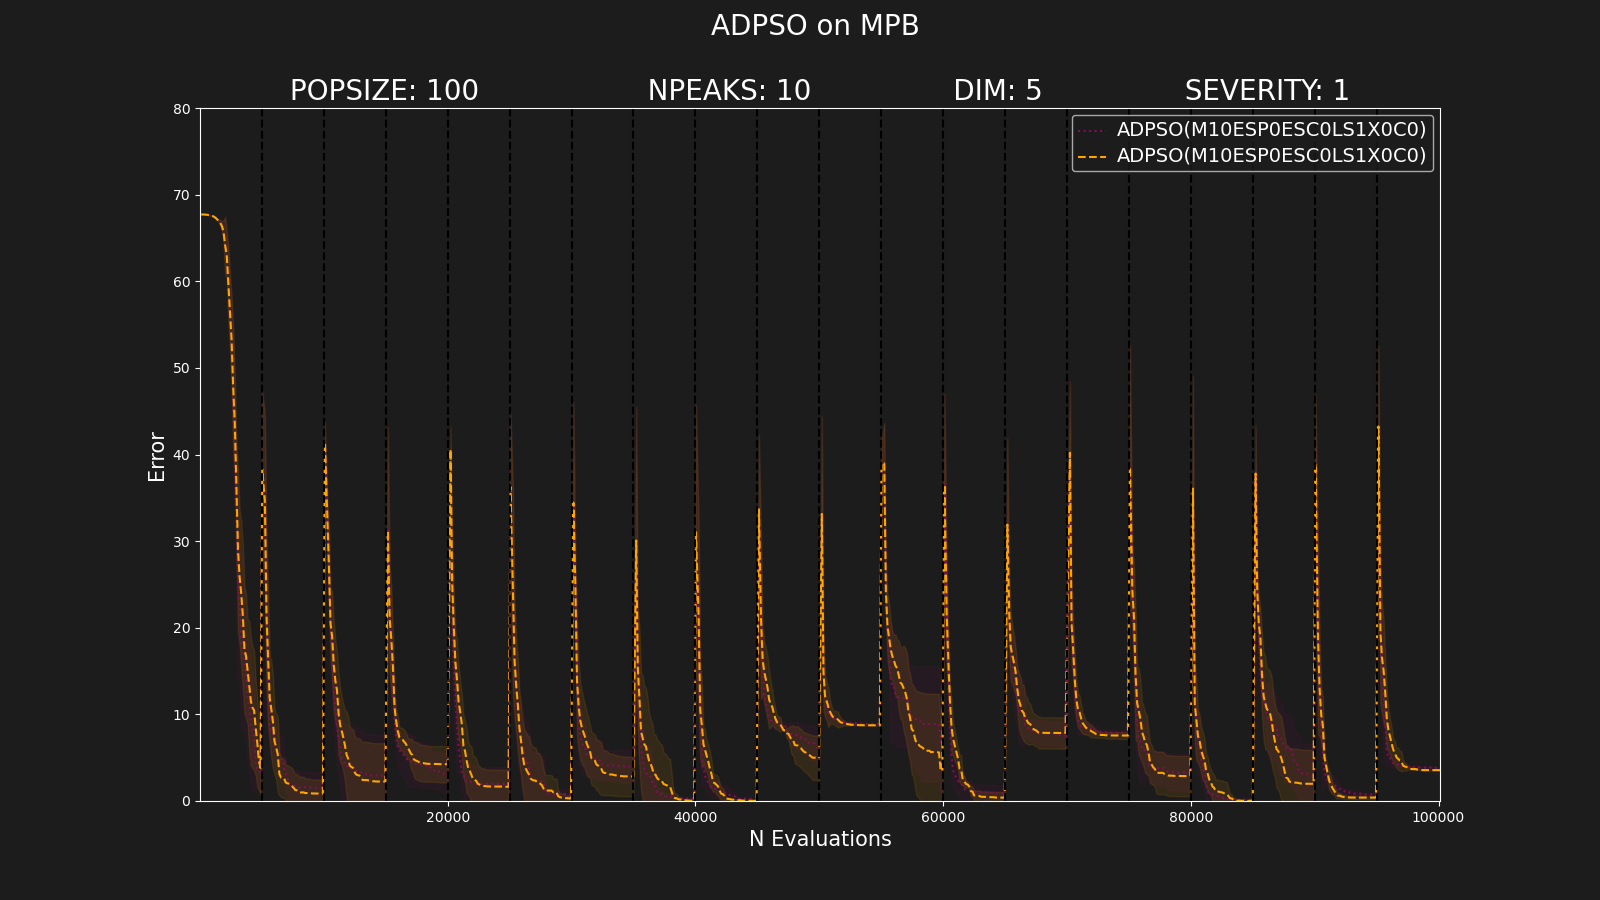 ADPSO on MPB
POPSIZE: 100 NPEAKS: 10 DIM: 5 SEVERITY: 1
ADPSO(M10ESP0ESC0LS1X0C0)
ADPSO(M10ESP0ESC0LS1X0C0)
80
70
60
50
40
30
20
10
0
Error
20000 40000 60000 80000 100000
N Evaluations